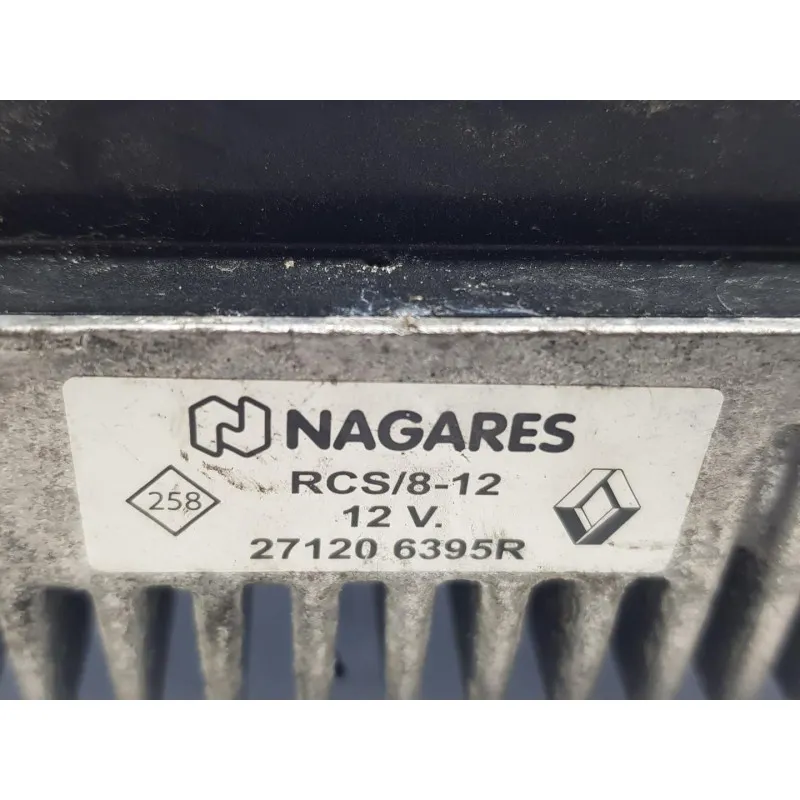 NAGARES
RCS/8-12
258
12 V.
27120 6395R